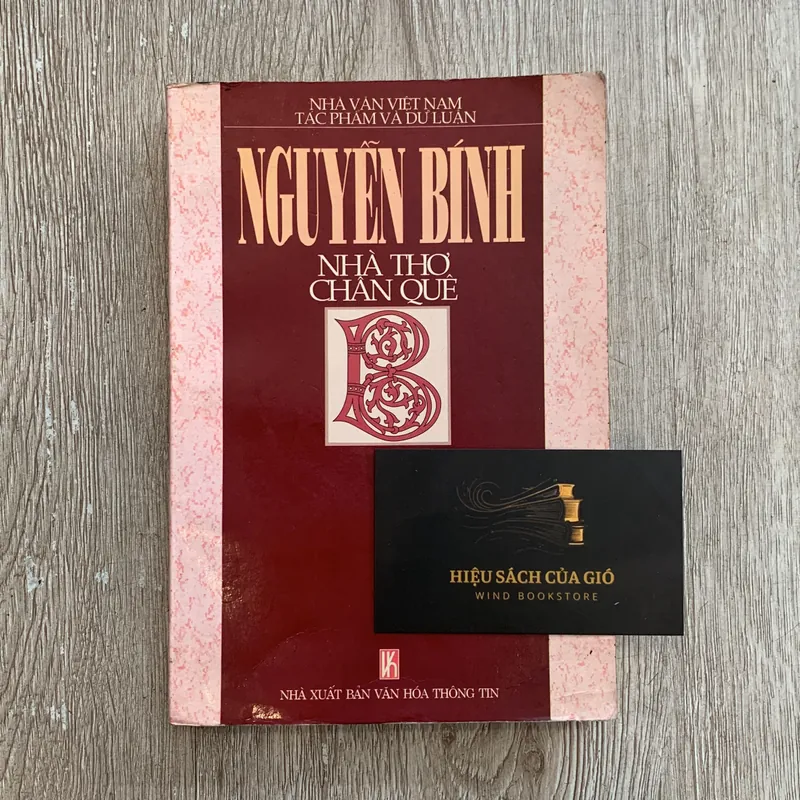 NHÀ VĂN VIỆT NAM
TÁC PHẨM VÀ DƯ LUẬN
NGUYỄN BÍNH
NHÀ THƠ
CHÂN QUÊ
B
HIỆU SÁCH CỦA GIÓ
WIND BOOKSTORE
NHÀ XUẤT BẢN VĂN HÓA THÔNG TIN